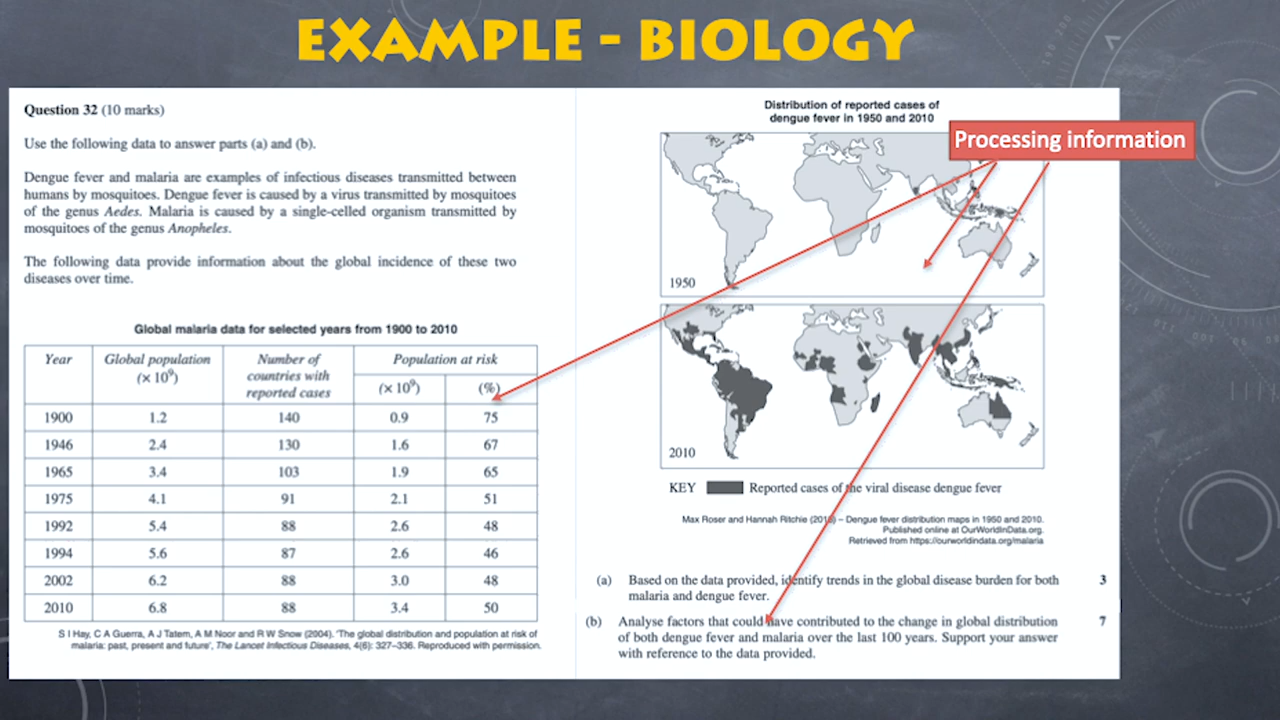 EXAMPLE - BIOLOGY
Question 32 (10 marks)
Use the following data to answer parts (a) and (b).
Dengue fever and malaria are examples of infectious diseases transmitted between
humans by mosquitoes. Dengue fever is caused by a virus transmitted by mosquitoes
of the genus Aedes. Malaria is caused by a single-celled organism transmitted by
mosquitoes of the genus Anopheles.
The following data provide information about the global incidence of these two
diseases over time.
Global malaria data for selected years from 1900 to 2010
Year Global population (× 10⁹) Number of countries with reported cases Population at risk
(× 10⁹) (%)
1900 1.2 140 0.9 75
1946 2.4 130 1.6 67
1965 3.4 103 1.9 65
1975 4.1 91 2.1 51
1992 5.4 88 2.6 48
1994 5.6 87 2.6 46
2002 6.2 88 3.0 48
2010 6.8 88 3.4 50
S I Hay, C A Guerra, A J Tatem, A M Noor and R W Snow (2004). 'The global distribution and population at risk of
malaria: past, present and future', The Lancet Infectious Diseases, 4(6): 327–336. Reproduced with permission.
Distribution of reported cases of
dengue fever in 1950 and 2010
Processing information
1950
2010
KEY Reported cases of the viral disease dengue fever
Max Roser and Hannah Ritchie – Dengue fever distribution maps in 1950 and 2010.
Published online at OurWorldInData.org.
Retrieved from https://ourworldindata.org/malaria
(a) Based on the data provided, identify trends in the global disease burden for both 3
malaria and dengue fever.
(b) Analyse factors that could have contributed to the change in global distribution 7
of both dengue fever and malaria over the last 100 years. Support your answer
with reference to the data provided.